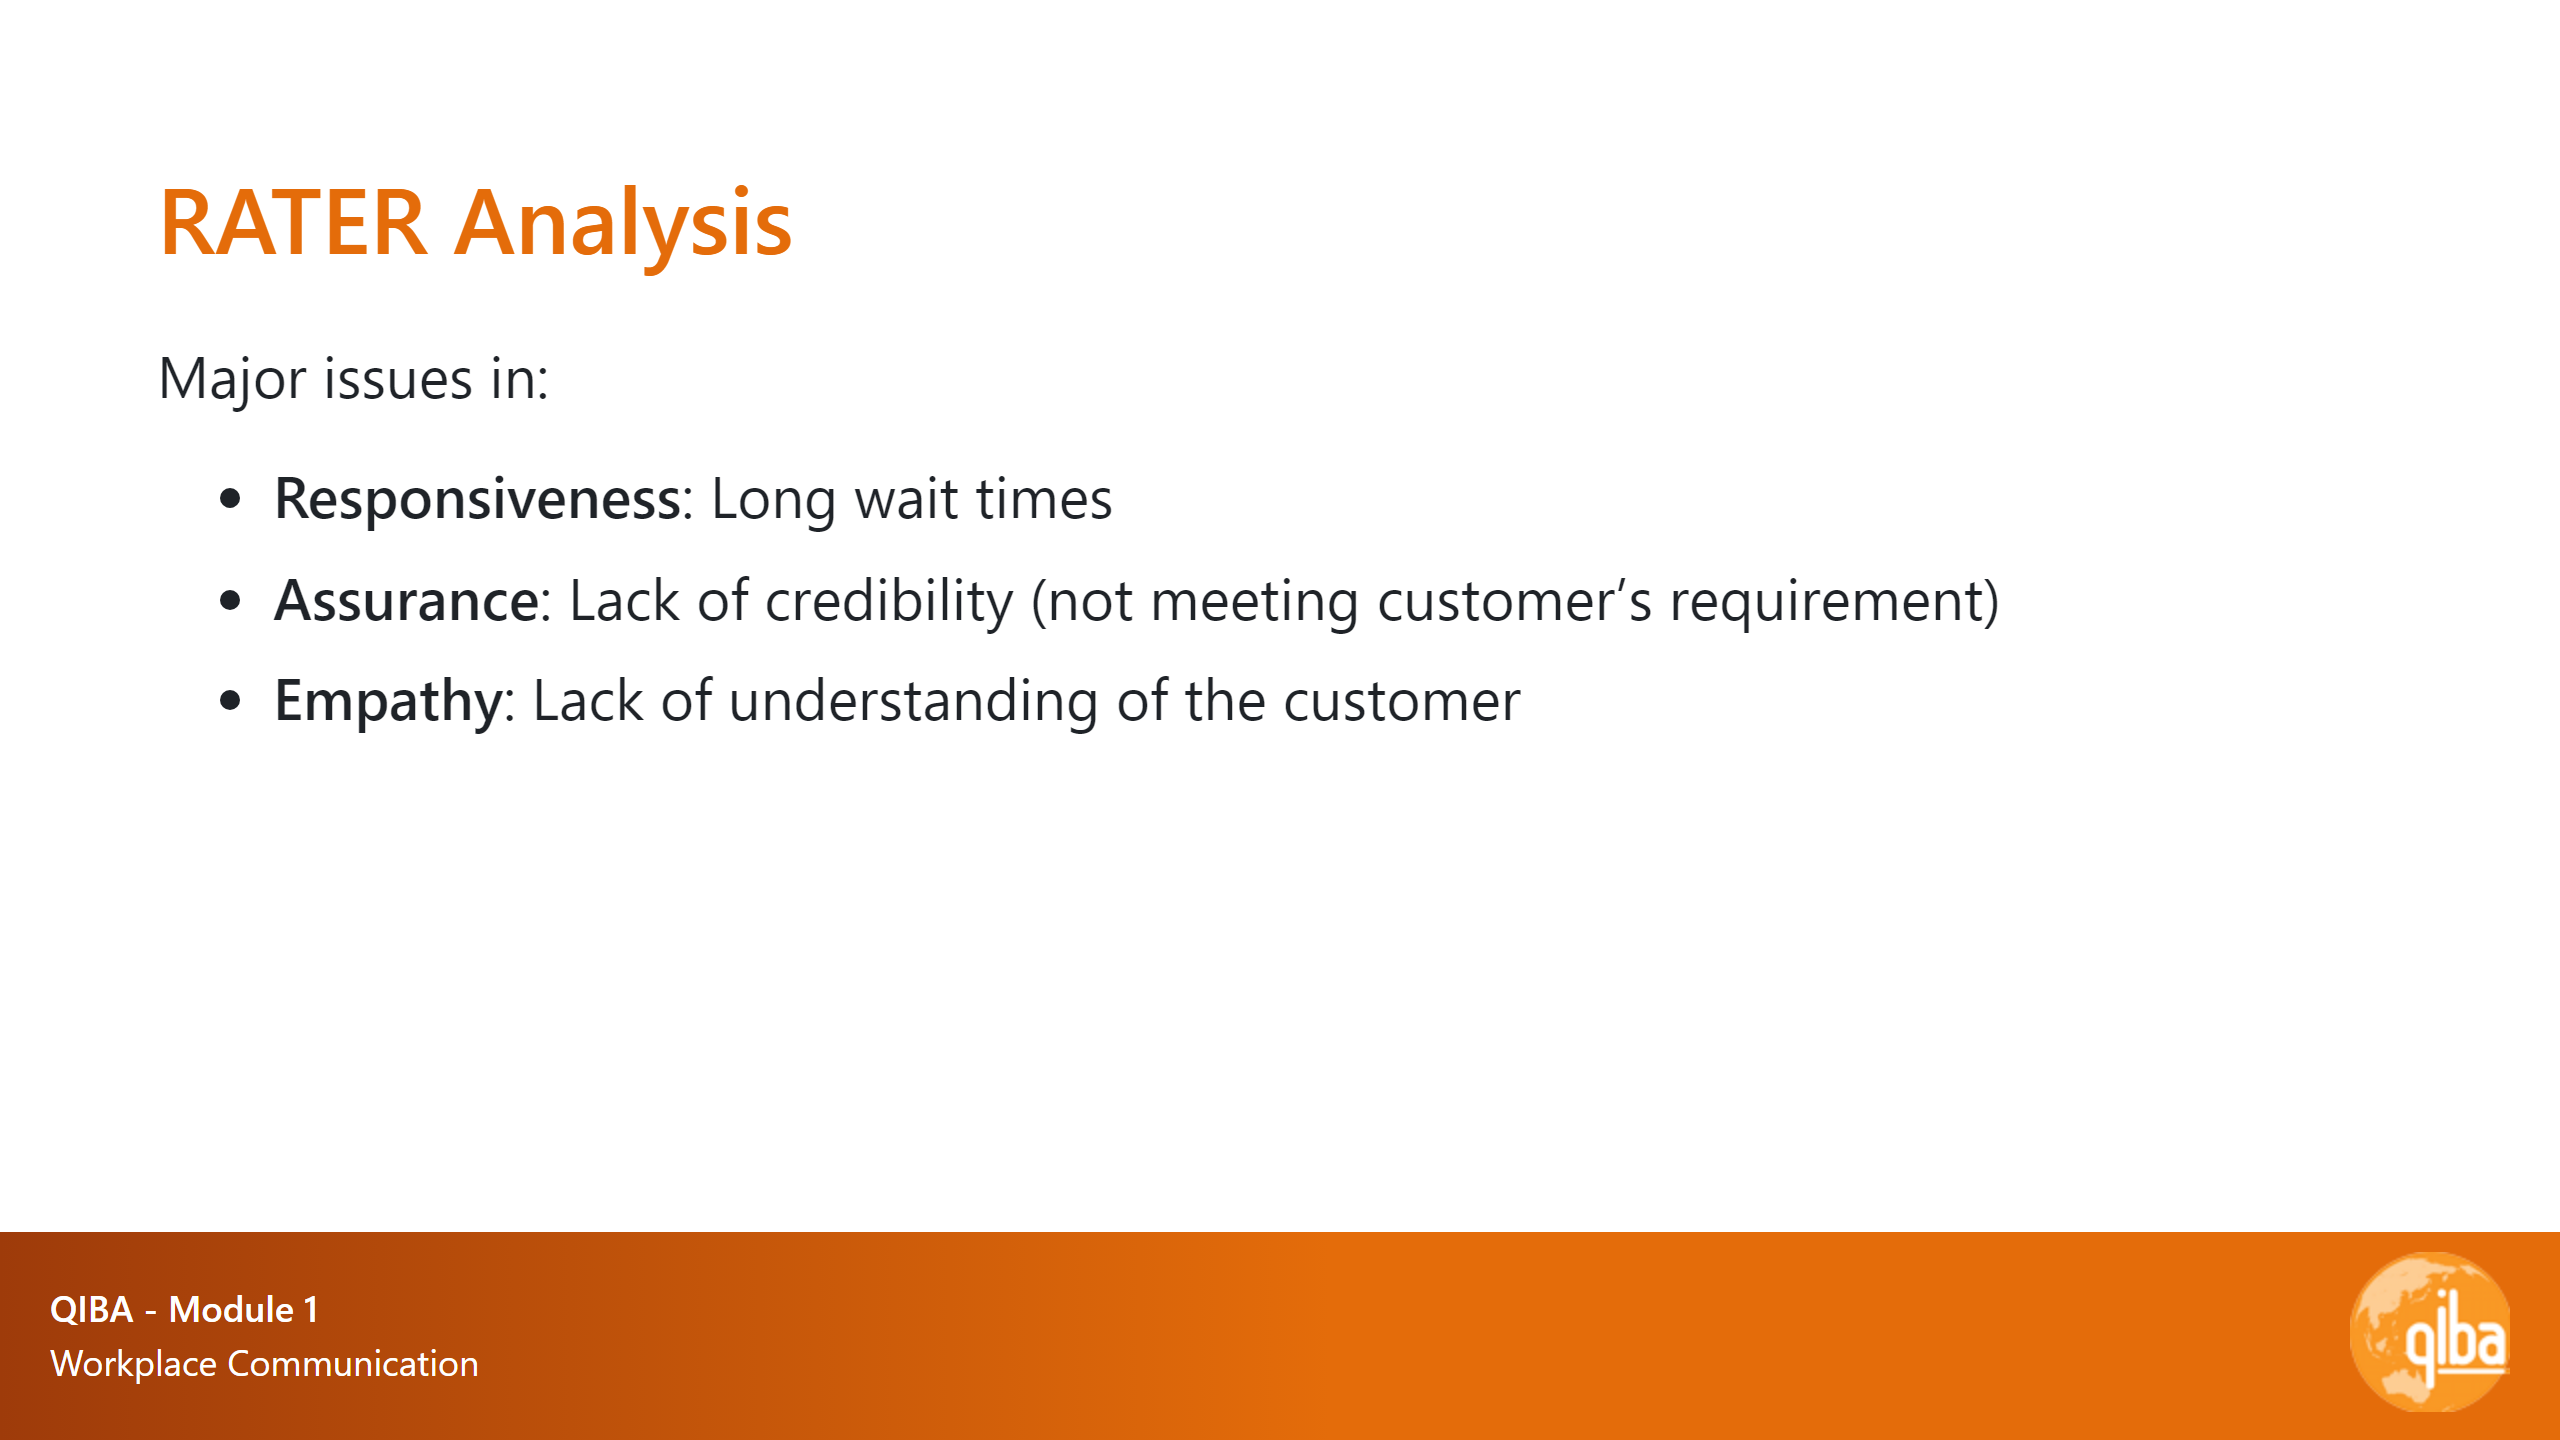 RATER Analysis
Major issues in:
• Responsiveness: Long wait times
• Assurance: Lack of credibility (not meeting customer’s requirement)
• Empathy: Lack of understanding of the customer
QIBA - Module 1
Workplace Communication
qiba